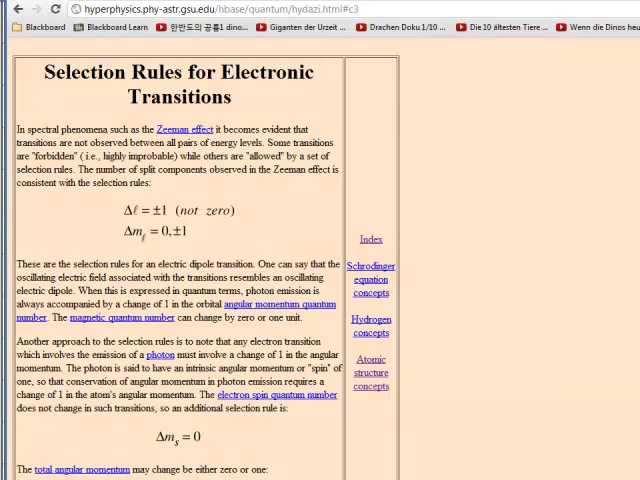 hyperphysics.phy-astr.gsu.edu/hbase/quantum/hydazi.html#c3
Blackboard Bb Blackboard Learn 한반도의 공룡1 dino... Giganten der Urzeit ... Drachen Doku 1/10 ... Die 10 ältesten Tiere ... Wenn die Dinos heu
Selection Rules for Electronic
Transitions
In spectral phenomena such as the Zeeman effect it becomes evident that
transitions are not observed between all pairs of energy levels. Some transitions
are "forbidden" ( i.e., highly improbable) while others are "allowed" by a set of
selection rules. The number of split components observed in the Zeeman effect is
consistent with the selection rules:
Δℓ = ±1 (not zero)
Δm_ℓ = 0,±1
These are the selection rules for an electric dipole transition. One can say that the
oscillating electric field associated with the transitions resembles an oscillating
electric dipole. When this is expressed in quantum terms, photon emission is
always accompanied by a change of 1 in the orbital angular momentum quantum
number. The magnetic quantum number can change by zero or one unit.
Another approach to the selection rules is to note that any electron transition
which involves the emission of a photon must involve a change of 1 in the angular
momentum. The photon is said to have an intrinsic angular momentum or "spin" of
one, so that conservation of angular momentum in photon emission requires a
change of 1 in the atom's angular momentum. The electron spin quantum number
does not change in such transitions, so an additional selection rule is:
Δm_s = 0
The total angular momentum may change be either zero or one:
Index
Schrodinger
equation
concepts
Hydrogen
concepts
Atomic
structure
concepts